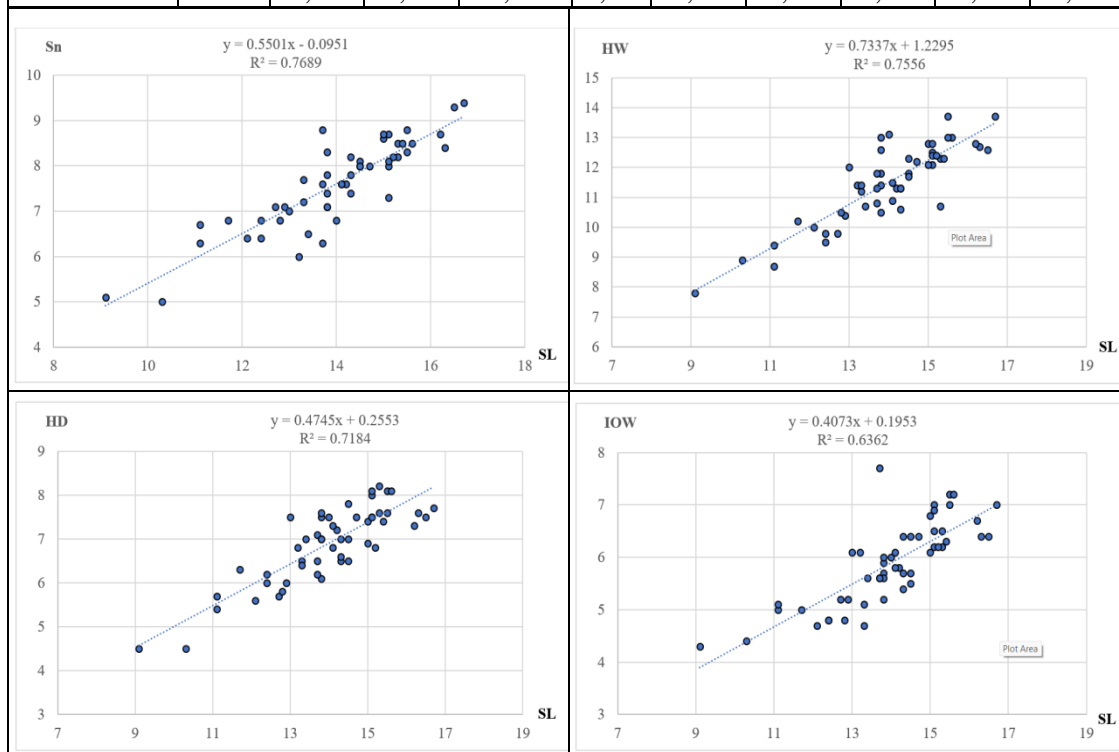 Sn
y = 0.5501x - 0.0951
R² = 0.7689
10
9
8
7
6
5
4
8 10 12 14 16 18
SL
HW
y = 0.7337x + 1.2295
R² = 0.7556
15
14
13
12
11
10
9
8
7
6
7 9 11 13 15 17 19
SL
Plot Area
HD
y = 0.4745x + 0.2553
R² = 0.7184
9
8
7
6
5
4
3
7 9 11 13 15 17 19
SL
IOW
y = 0.4073x + 0.1953
R² = 0.6362
8
7
6
5
4
3
7 9 11 13 15 17 19
SL
Plot Area